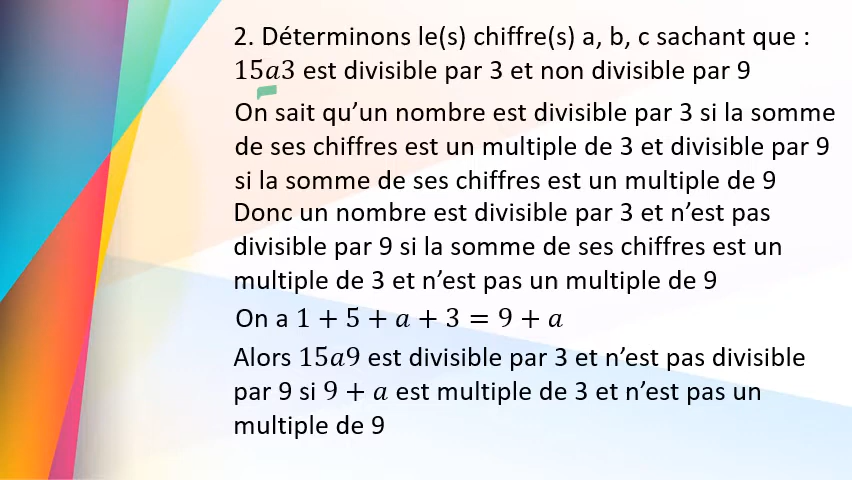 2. Déterminons le(s) chiffre(s) a, b, c sachant que :
15a3 est divisible par 3 et non divisible par 9
On sait qu’un nombre est divisible par 3 si la somme
de ses chiffres est un multiple de 3 et divisible par 9
si la somme de ses chiffres est un multiple de 9
Donc un nombre est divisible par 3 et n’est pas
divisible par 9 si la somme de ses chiffres est un
multiple de 3 et n’est pas un multiple de 9
On a 1 + 5 + a + 3 = 9 + a
Alors 15a9 est divisible par 3 et n’est pas divisible
par 9 si 9 + a est multiple de 3 et n’est pas un
multiple de 9